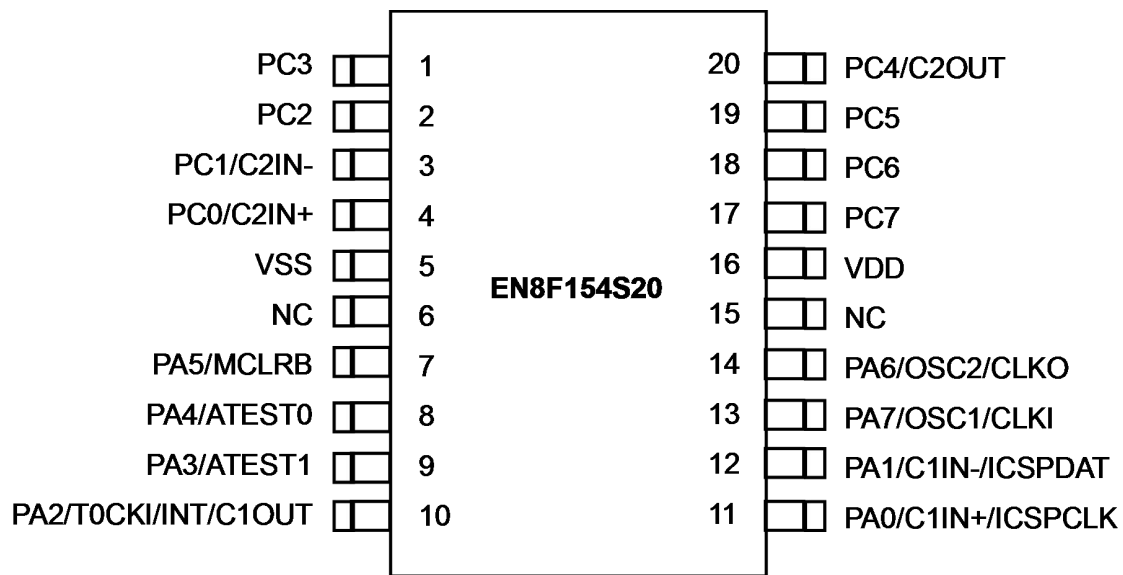 PC3 1 20 PC4/C2OUT
PC2 2 19 PC5
PC1/C2IN- 3 18 PC6
PC0/C2IN+ 4 17 PC7
VSS 5 16 VDD
EN8F154S20
NC 6 15 NC
PA5/MCLRB 7 14 PA6/OSC2/CLKO
PA4/ATEST0 8 13 PA7/OSC1/CLKI
PA3/ATEST1 9 12 PA1/C1IN-/ICSPDAT
PA2/T0CKI/INT/C1OUT 10 11 PA0/C1IN+/ICSPCLK